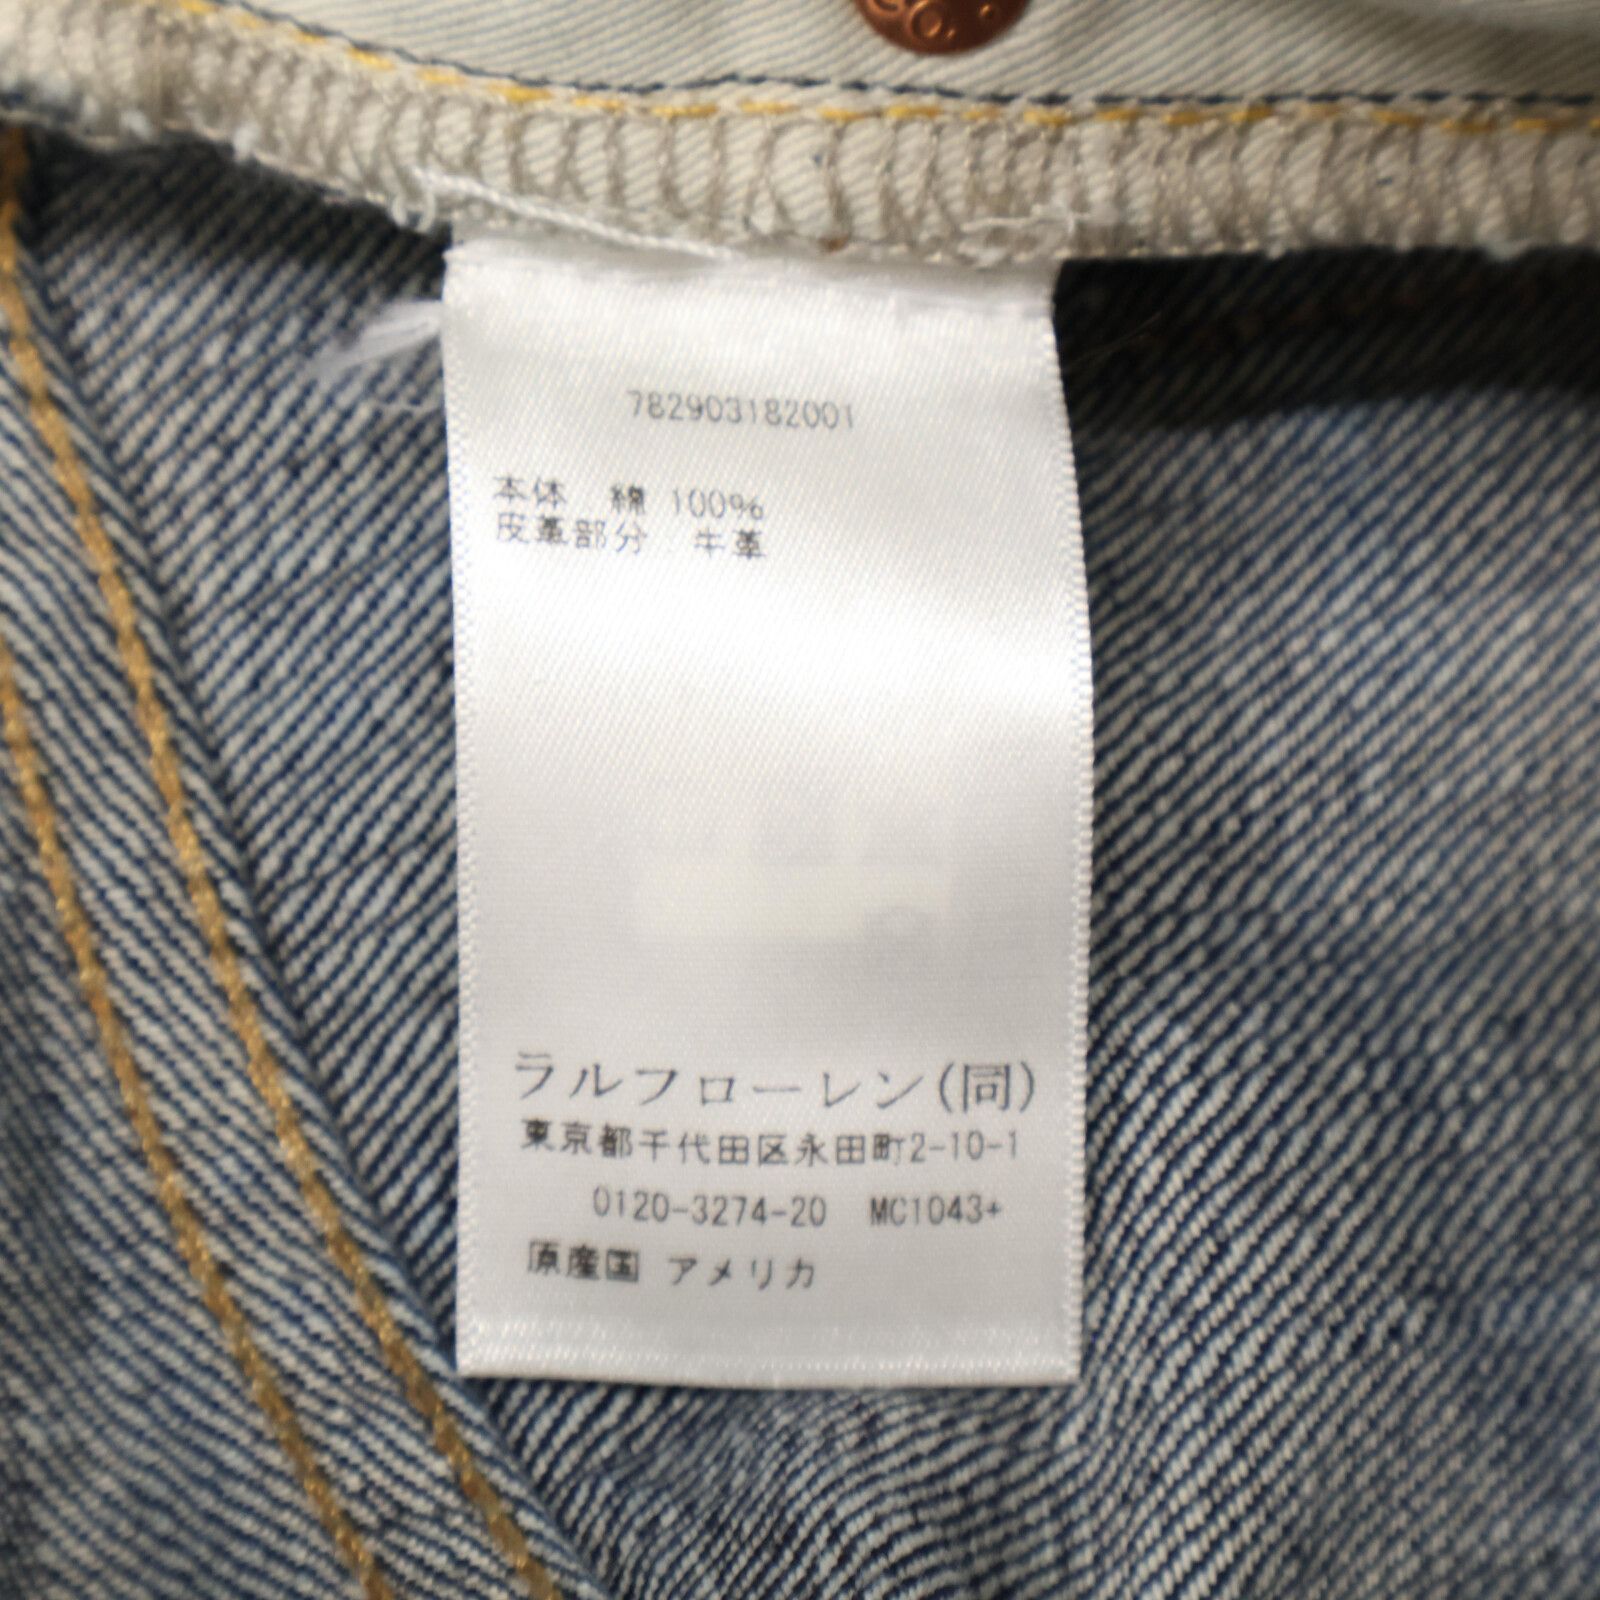 CO.
782903182001
本体 綿 100%
皮革部分 牛革
ラルフローレン(同)
東京都千代田区永田町2-10-1
0120-3274-20 MC1043+
原産国 アメリカ